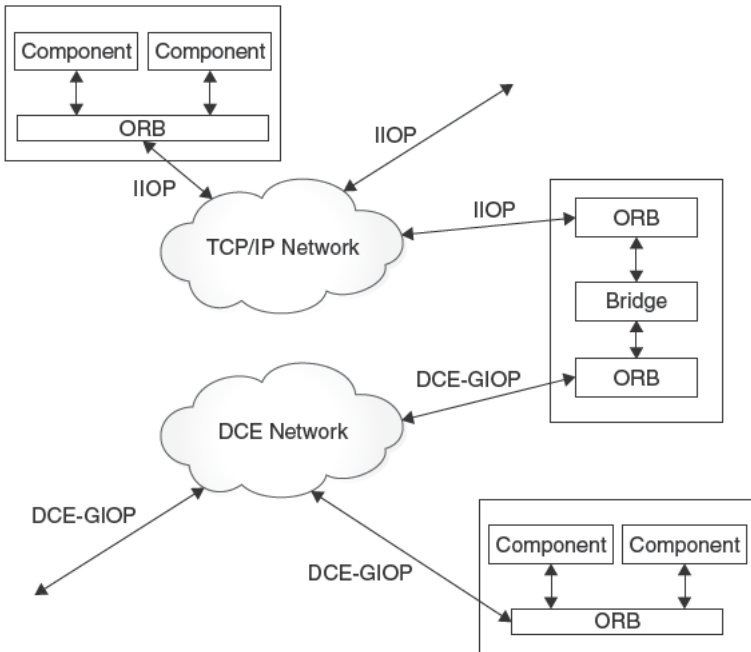 Component
Component
ORB
IIOP
IIOP
TCP/IP Network
IIOP
ORB
Bridge
ORB
DCE-GIOP
DCE Network
DCE-GIOP
DCE-GIOP
Component
Component
ORB